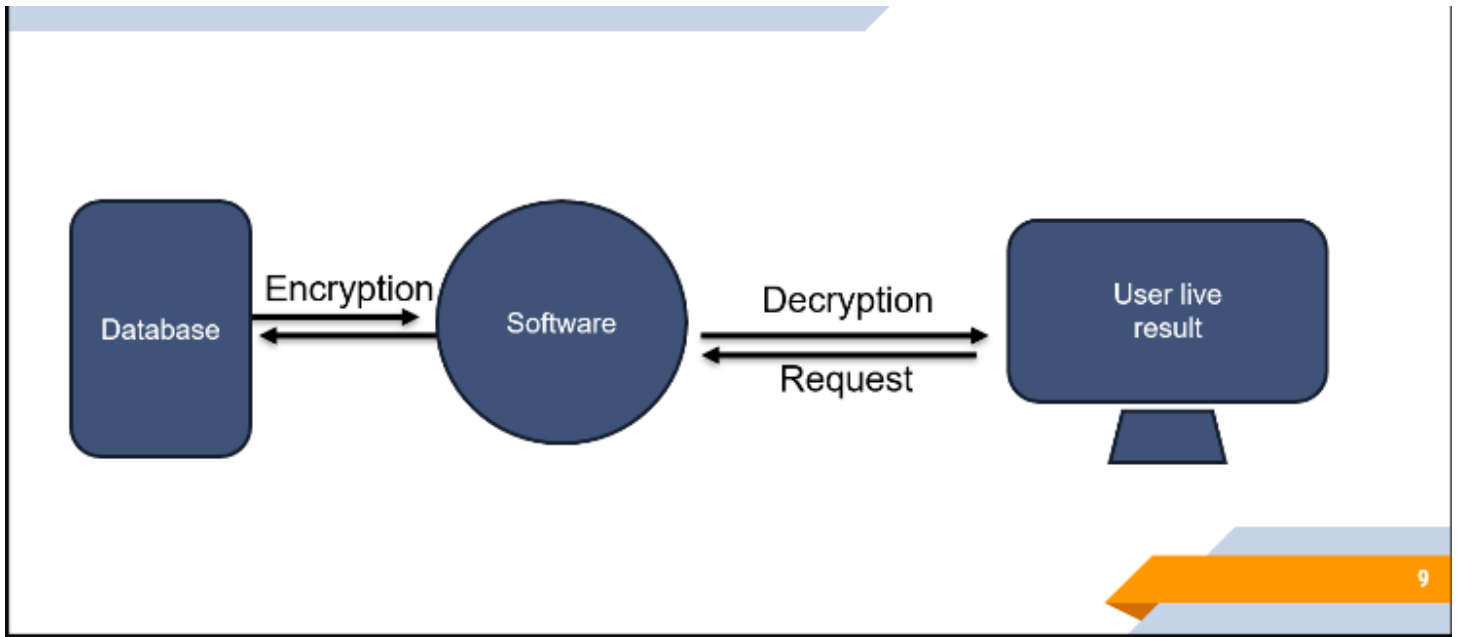 Encryption
Database
Software
Decryption
Request
User live
result
9